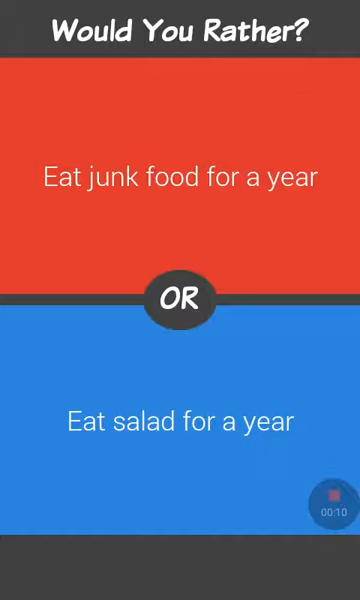 Would You Rather?
Eat junk food for a year
OR
Eat salad for a year
00:10